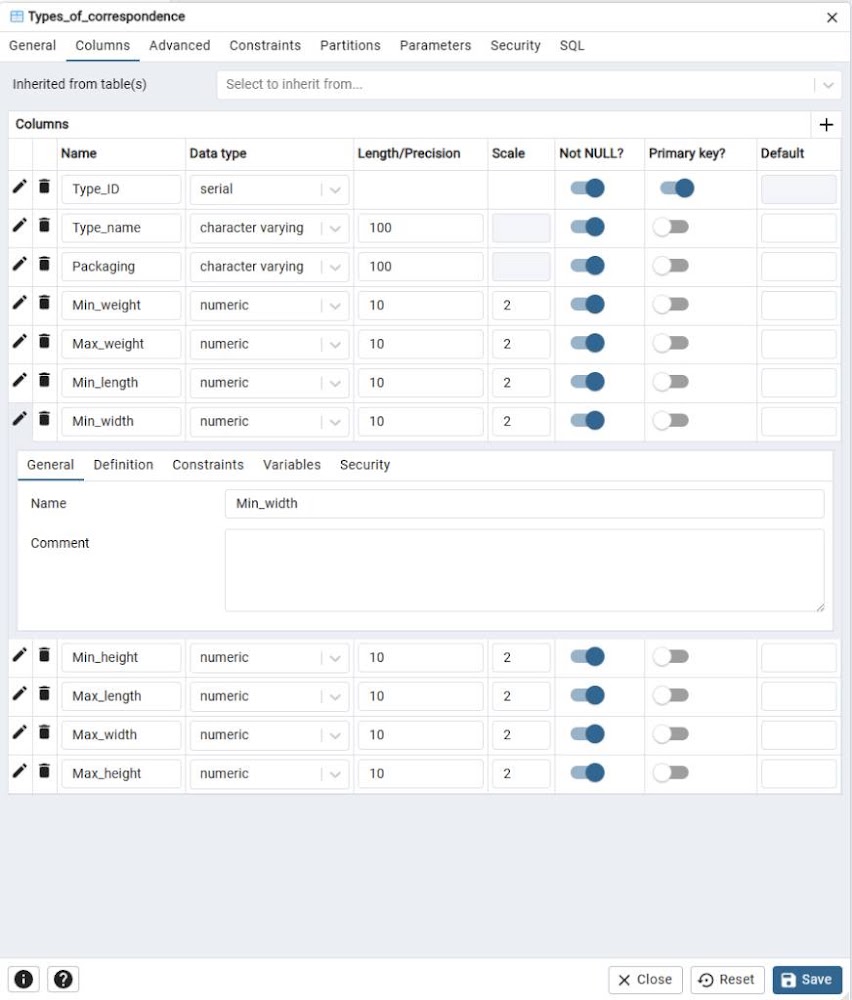 Types_of_correspondence
General Columns Advanced Constraints Partitions Parameters Security SQL
Inherited from table(s) Select to inherit from...
Columns
Name Data type Length/Precision Scale Not NULL? Primary key? Default
Type_ID serial
Type_name character varying 100
Packaging character varying 100
Min_weight numeric 10 2
Max_weight numeric 10 2
Min_length numeric 10 2
Min_width numeric 10 2
General Definition Constraints Variables Security
Name Min_width
Comment
Min_height numeric 10 2
Max_length numeric 10 2
Max_width numeric 10 2
Max_height numeric 10 2
Close Reset Save